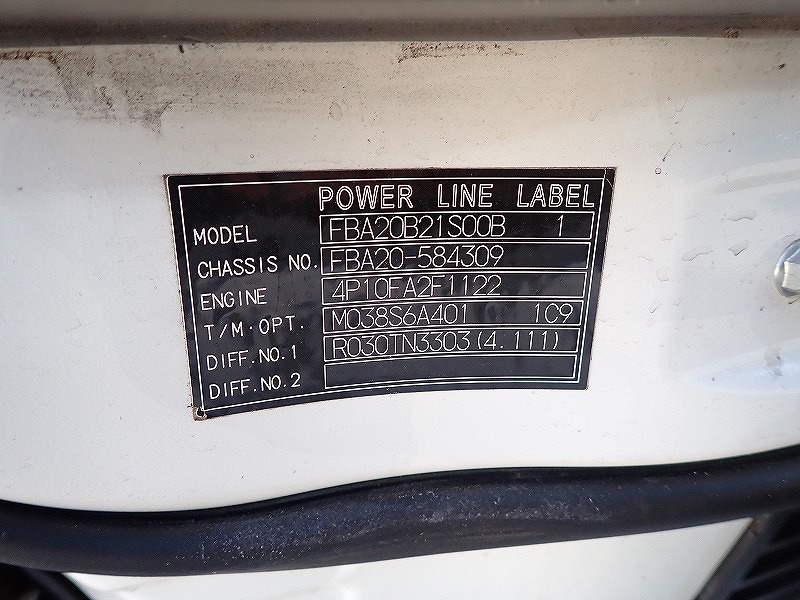 POWER LINE LABEL
MODEL FBA20B21S00B 1
CHASSIS NO. FBA20-584309
ENGINE 4P10FA2F1122
T/M·OPT. M038S6A401 1C9
DIFF.NO.1 R030TN3303(4.111)
DIFF.NO.2